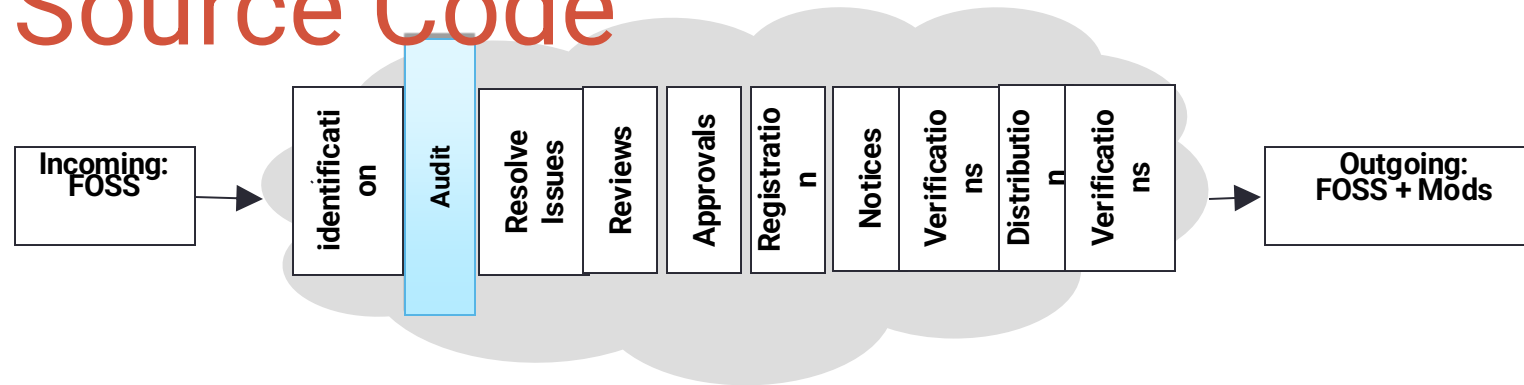 Source Code
Incoming:
FOSS
identificati
on
Audit
Resolve
Issues
Reviews
Approvals
Registratio
n
Notices
Verificatio
ns
Distributio
n
Verificatio
ns
Outgoing:
FOSS + Mods